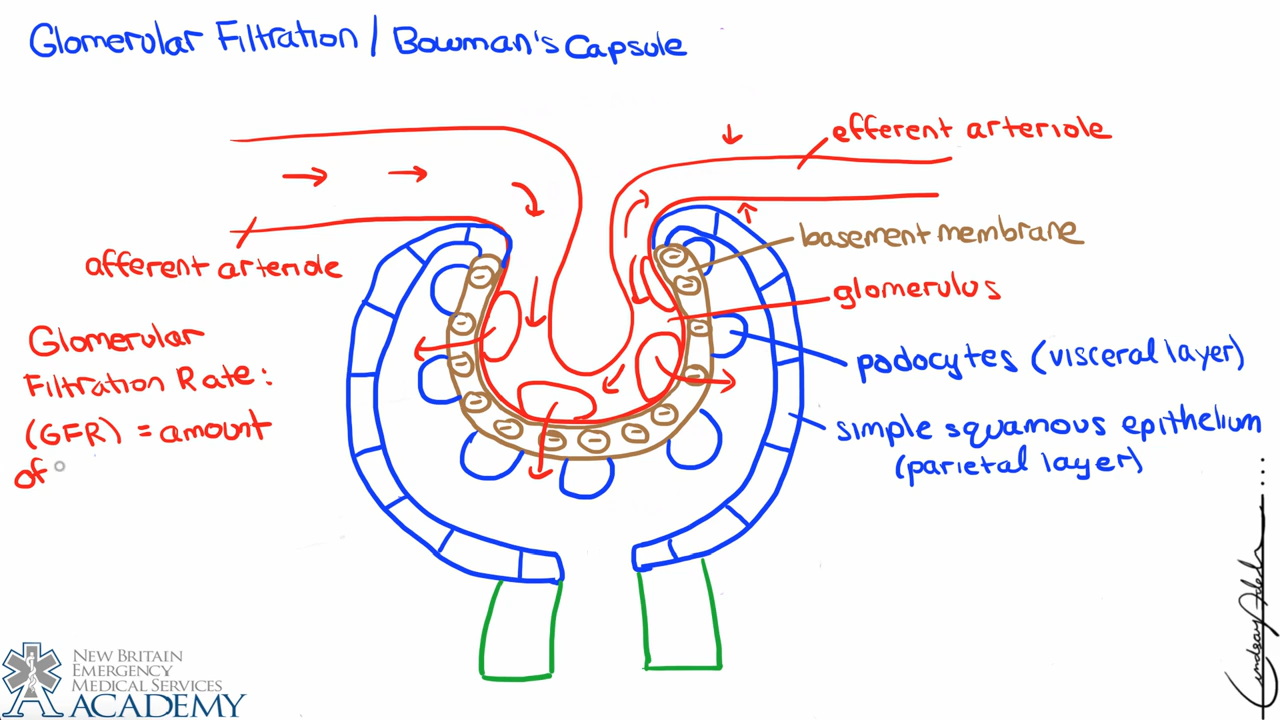 Glomerular Filtration / Bowman's Capsule
efferent arteriole
basement membrane
afferent arteriole
glomerulus
Glomerular
Filtration Rate:
(GFR) = amount
of
podocytes (visceral layer)
simple squamous epithelium
(parietal layer)
- - - - - - - - - - - - -
NEW BRITAIN
EMERGENCY
MEDICAL SERVICES
ACADEMY